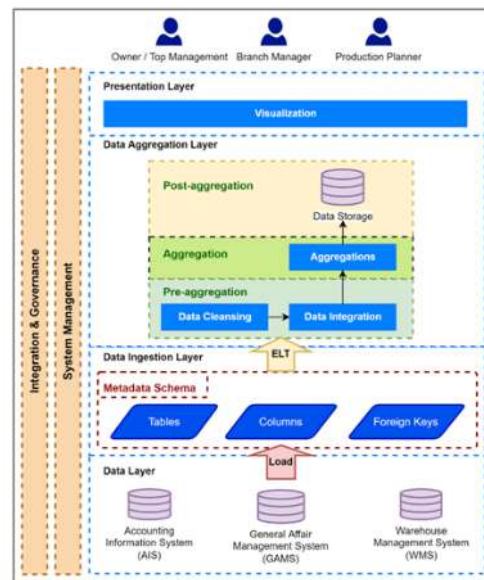 Owner / Top Management
Branch Manager
Production Planner
Integration & Governance
System Management
Presentation Layer
Visualization
Data Aggregation Layer
Post-aggregation
Data Storage
Aggregation
Aggregations
Pre-aggregation
Data Cleansing
Data Integration
ELT
Data Ingestion Layer
Metadata Schema
Tables
Columns
Foreign Keys
Load
Data Layer
Accounting
Information System
(AIS)
General Affair
Management System
(GAMS)
Warehouse
Management System
(WMS)